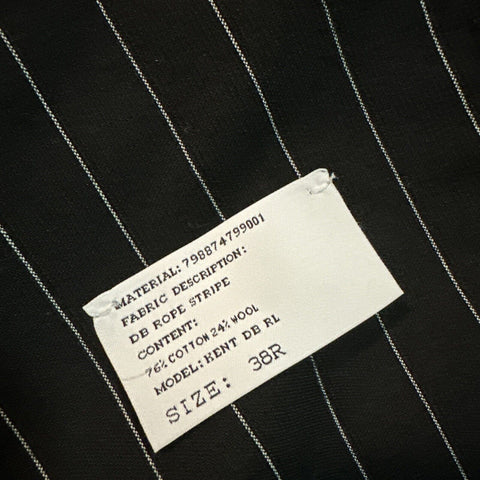 MATERIAL: 798874799001
FABRIC DESCRIPTION:
DB ROPE STRIPE
CONTENT:
76% COTTON 24% WOOL
MODEL: KENT DB RL
SIZE: 38R